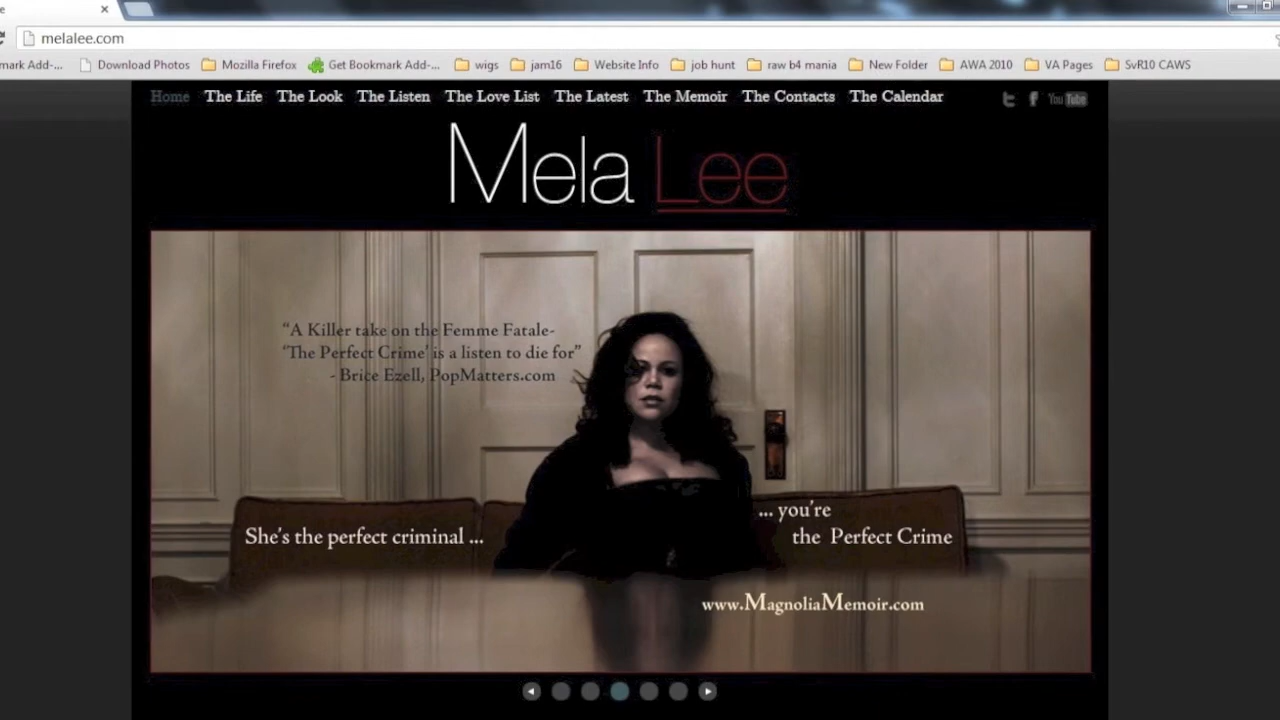 melalee.com
mark Add-... Download Photos Mozilla Firefox Get Bookmark Add-... wigs jam16 Website Info job hunt raw b4 mania New Folder AWA 2010 VA Pages SvR10 CAWS
Home The Life The Look The Listen The Love List The Latest The Memoir The Contacts The Calendar You Tube
Mela Lee
“A Killer take on the Femme Fatale-
‘The Perfect Crime’ is a listen to die for”
- Brice Ezell, PopMatters.com
She's the perfect criminal ...
... you're
the Perfect Crime
www.MagnoliaMemoir.com